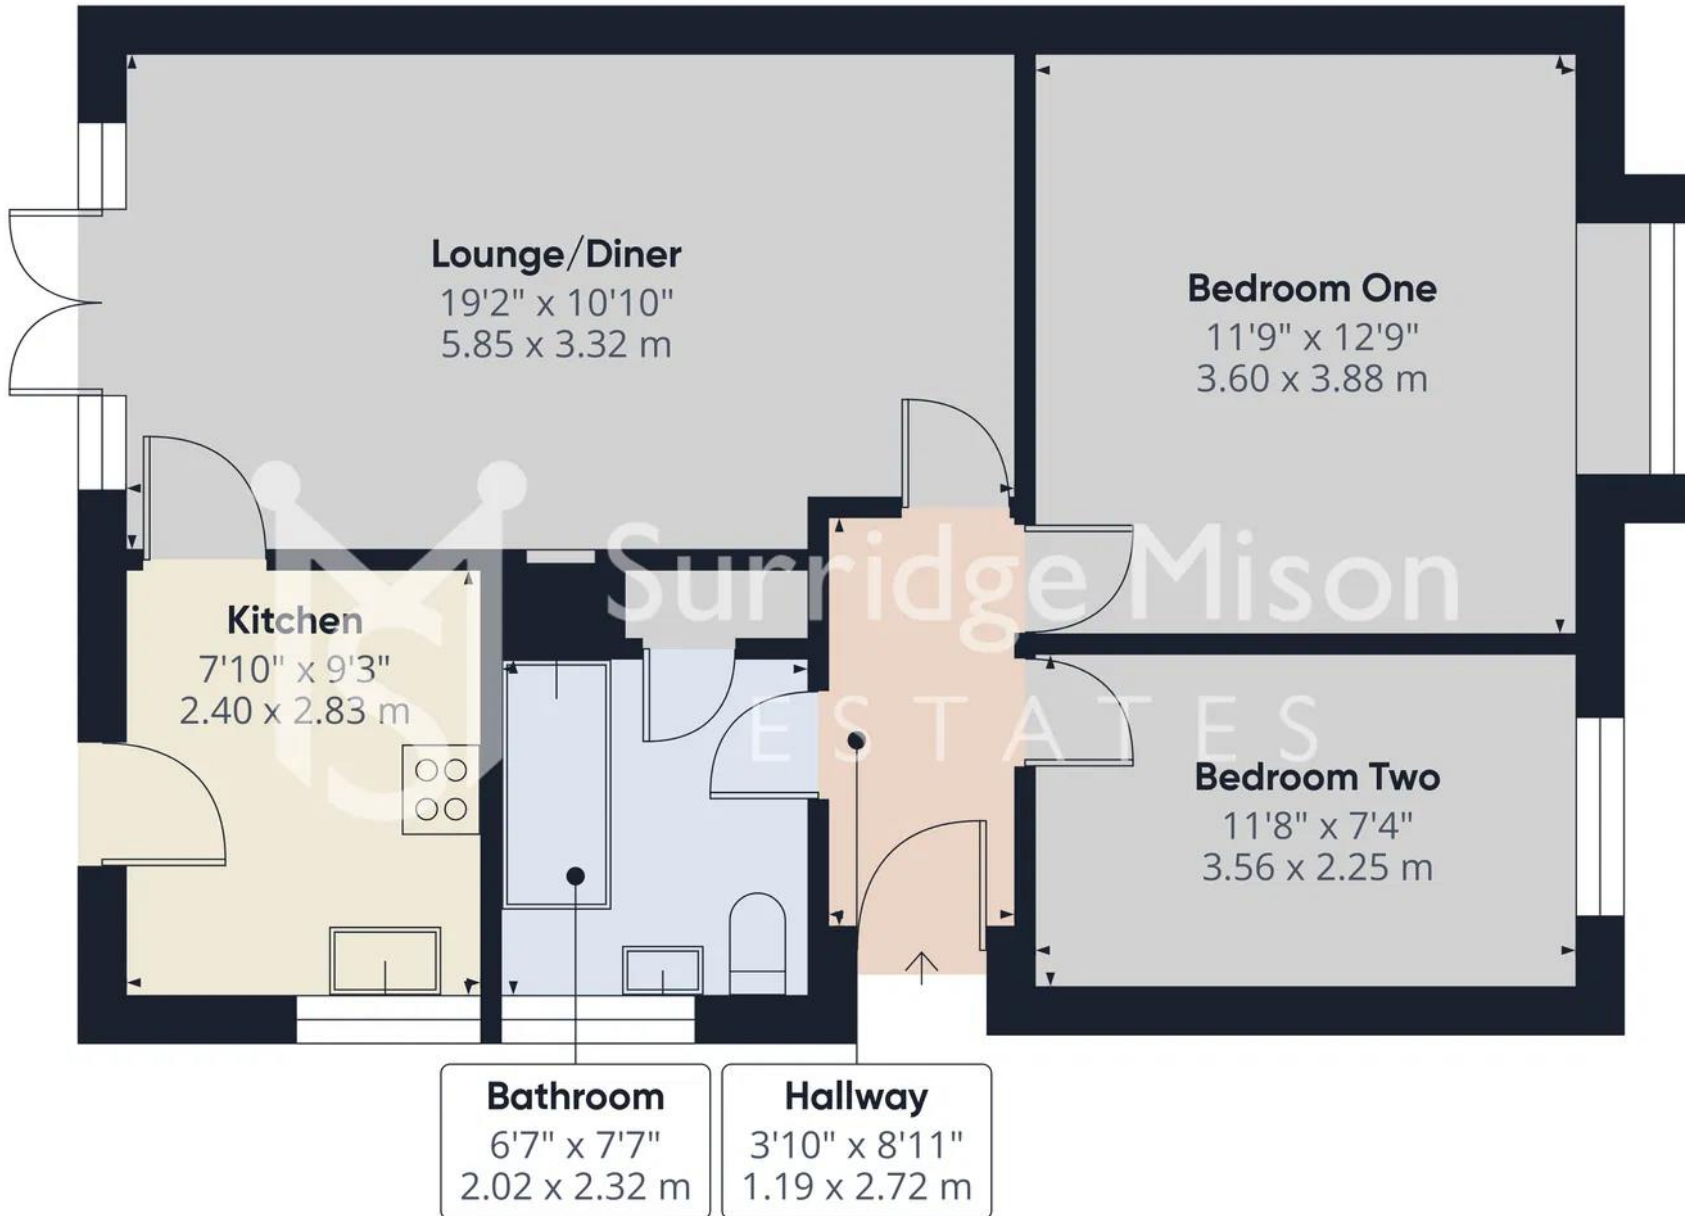 Lounge/Diner
19'2" x 10'10"
5.85 x 3.32 m
Bedroom One
11'9" x 12'9"
3.60 x 3.88 m
Surridge Mison
ESTATES
Kitchen
7'10" x 9'3"
2.40 x 2.83 m
Bedroom Two
11'8" x 7'4"
3.56 x 2.25 m
Bathroom
6'7" x 7'7"
2.02 x 2.32 m
Hallway
3'10" x 8'11"
1.19 x 2.72 m